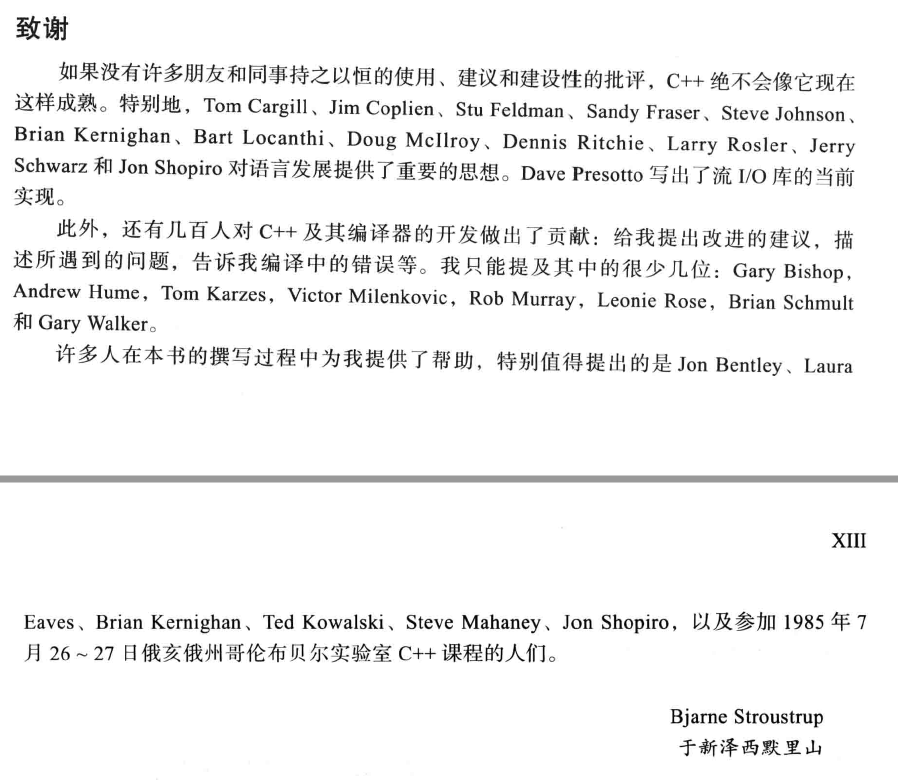 致谢
如果没有许多朋友和同事持之以恒的使用、建议和建设性的批评，C++ 绝不会像它现在
这样成熟。特别地，Tom Cargill、Jim Coplien、Stu Feldman、Sandy Fraser、Steve Johnson、
Brian Kernighan、Bart Locanthi、Doug McIlroy、Dennis Ritchie、Larry Rosler、Jerry
Schwarz 和 Jon Shopiro 对语言发展提供了重要的思想。Dave Presotto 写出了流 I/O 库的当前
实现。
此外，还有几百人对 C++ 及其编译器的开发做出了贡献：给我提出改进的建议，描
述所遇到的问题，告诉我编译中的错误等。我只能提及其中的很少几位：Gary Bishop，
Andrew Hume，Tom Karzes，Victor Milenkovic，Rob Murray，Leonie Rose，Brian Schmult
和 Gary Walker。
许多人在本书的撰写过程中为我提供了帮助，特别值得提出的是 Jon Bentley、Laura
XIII
Eaves、Brian Kernighan、Ted Kowalski、Steve Mahaney、Jon Shopiro，以及参加 1985 年 7
月 26 ~ 27 日俄亥俄州哥伦布贝尔实验室 C++ 课程的人们。
Bjarne Stroustrup
于新泽西默里山